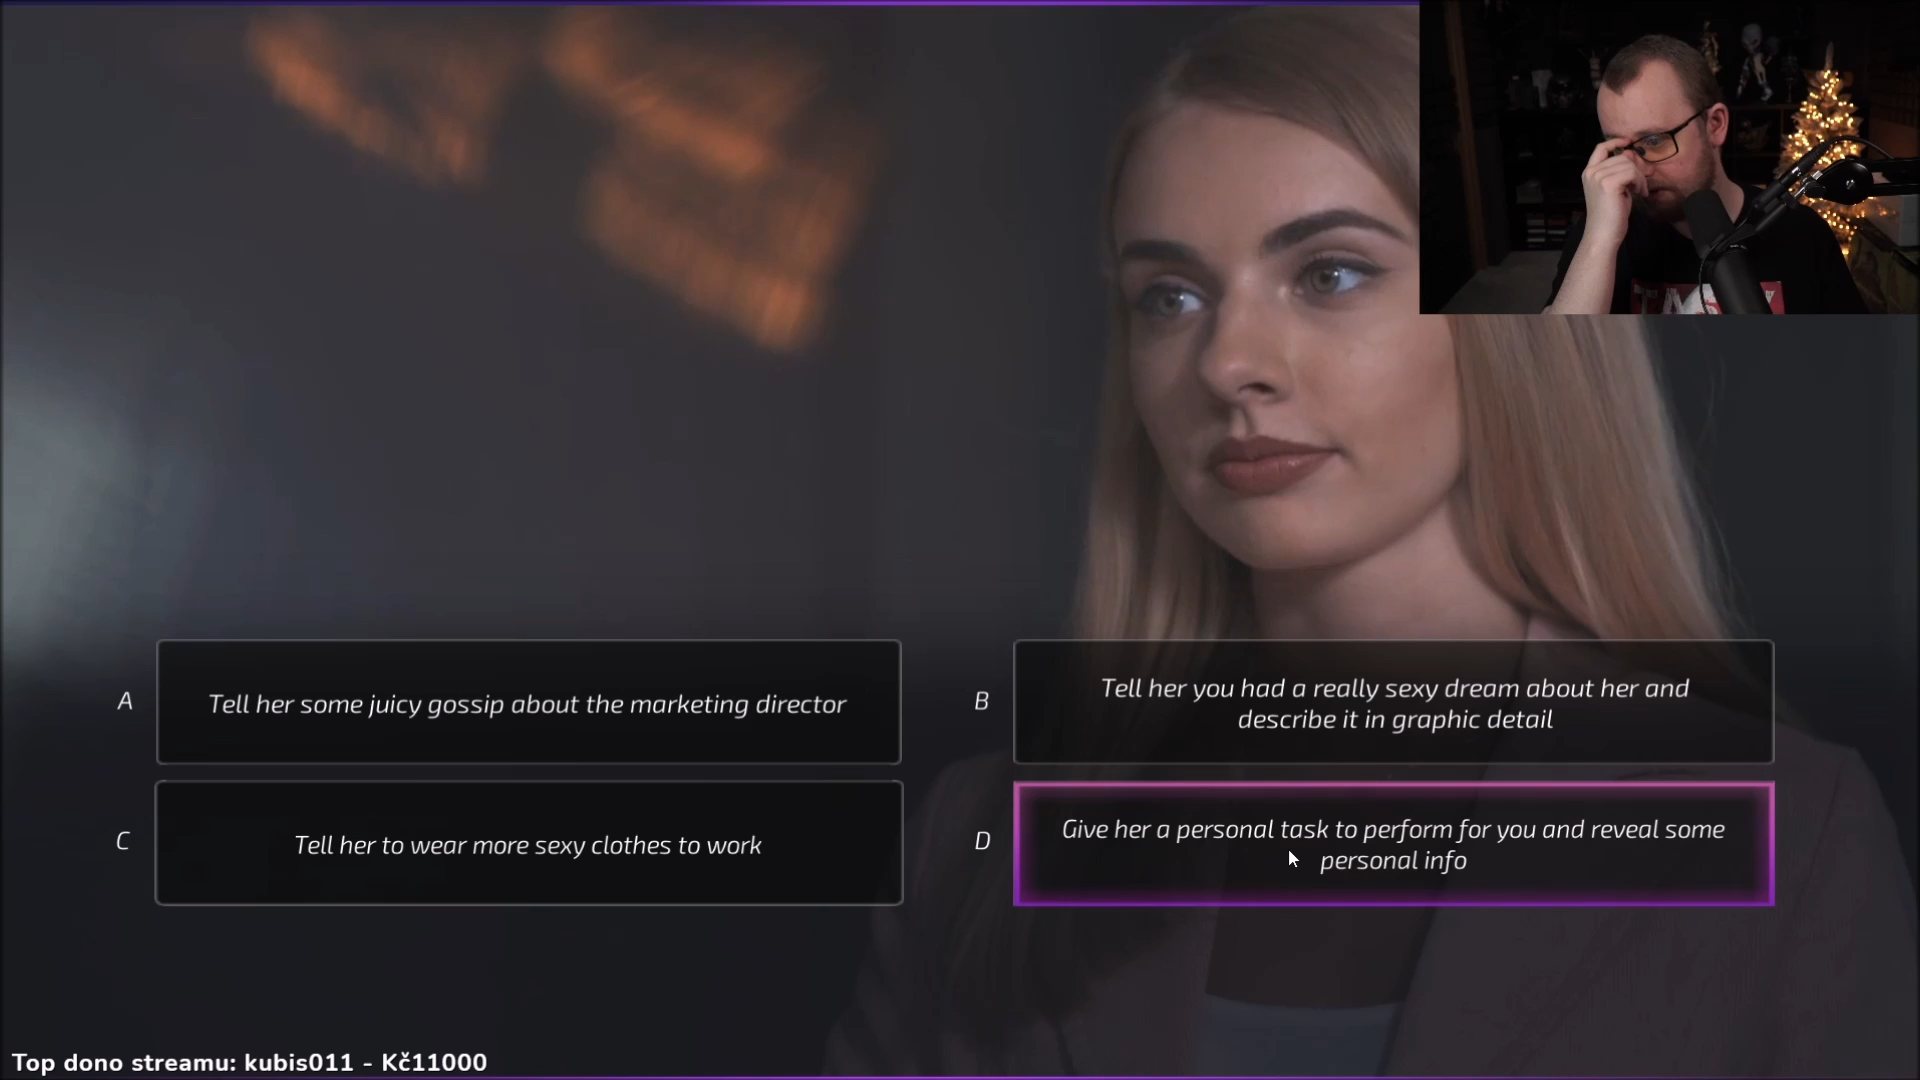 A
Tell her some juicy gossip about the marketing director
B
Tell her you had a really sexy dream about her and
describe it in graphic detail
C
Tell her to wear more sexy clothes to work
D
Give her a personal task to perform for you and reveal some
personal info
Top dono streamu: kubis011 - Kč11000